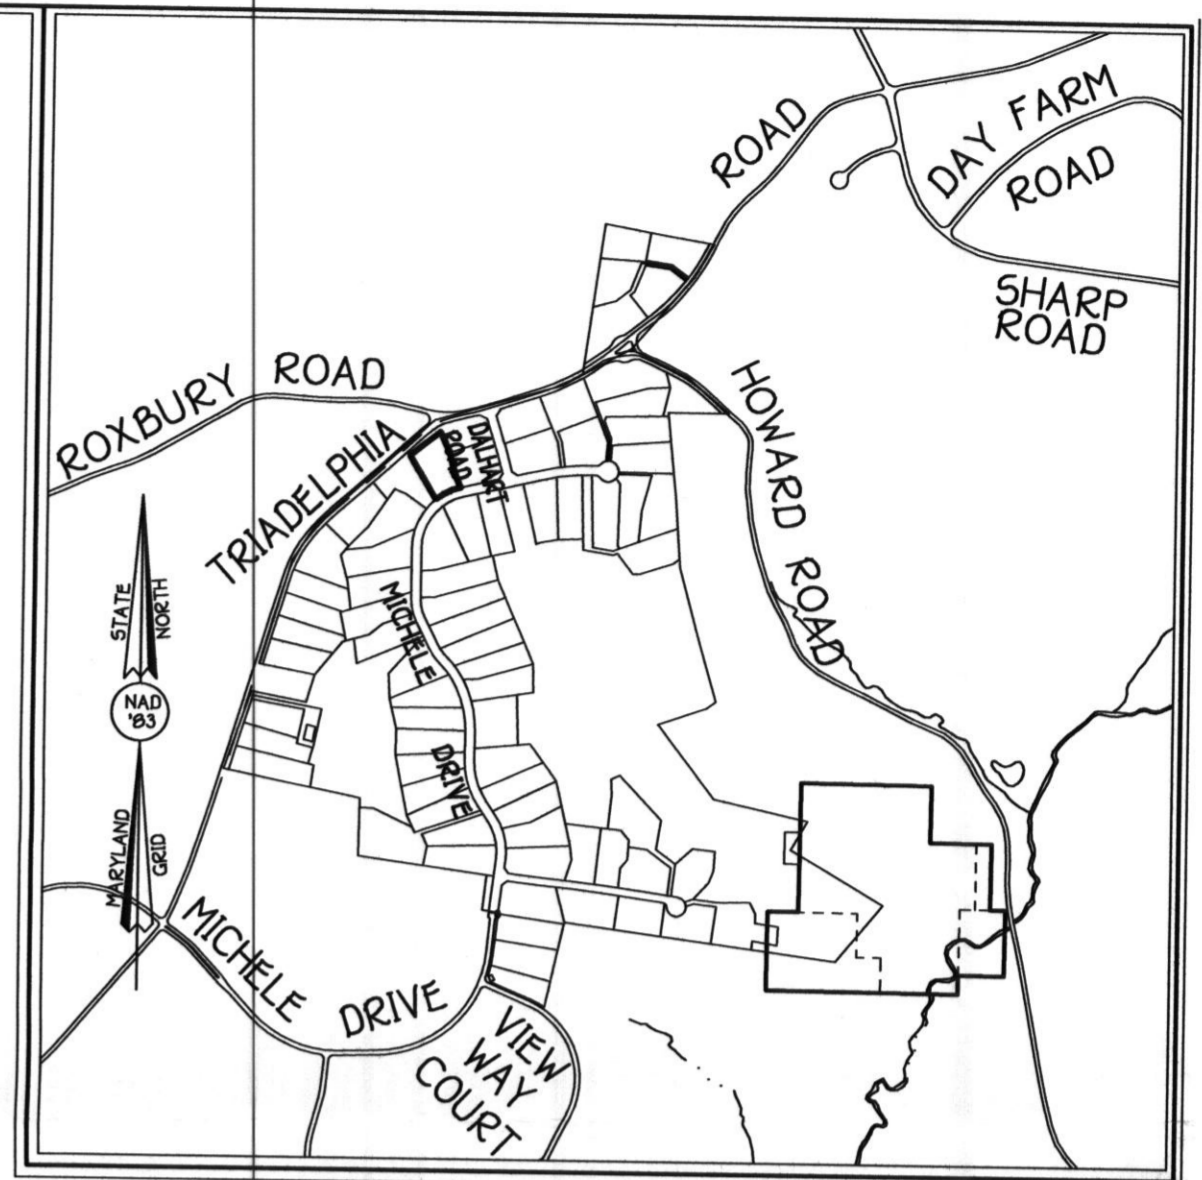 ROAD
DAY FARM
ROAD
SHARP
ROAD
ROXBURY ROAD
TRIADELPHIA
DALHART
ROAD
HOWARD ROAD
STATE
NORTH
NAD
'83
MARYLAND
GRID
MICHELE
DRIVE
MICHELE
DRIVE
VIEW
WAY
COURT